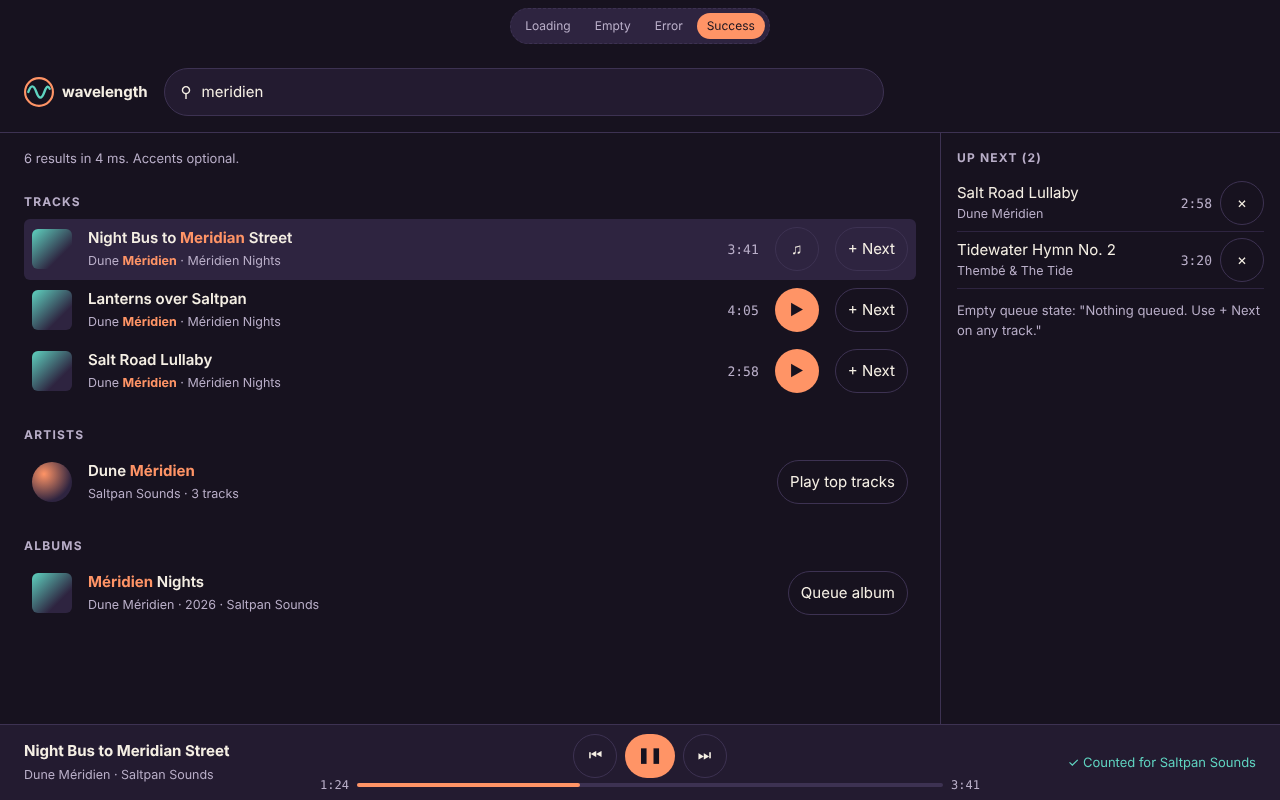 Loading Empty Error Success
wavelength
meridien
6 results in 4 ms. Accents optional.
TRACKS
Night Bus to Meridian Street
Dune Méridien · Méridien Nights
3:41
+ Next
Lanterns over Saltpan
Dune Méridien · Méridien Nights
4:05
+ Next
Salt Road Lullaby
Dune Méridien · Méridien Nights
2:58
+ Next
ARTISTS
Dune Méridien
Saltpan Sounds · 3 tracks
Play top tracks
ALBUMS
Méridien Nights
Dune Méridien · 2026 · Saltpan Sounds
Queue album
UP NEXT (2)
Salt Road Lullaby
Dune Méridien
2:58
×
Tidewater Hymn No. 2
Thembé & The Tide
3:20
×
Empty queue state: "Nothing queued. Use + Next
on any track."
Night Bus to Meridian Street
Dune Méridien · Saltpan Sounds
1:24
3:41
✓ Counted for Saltpan Sounds